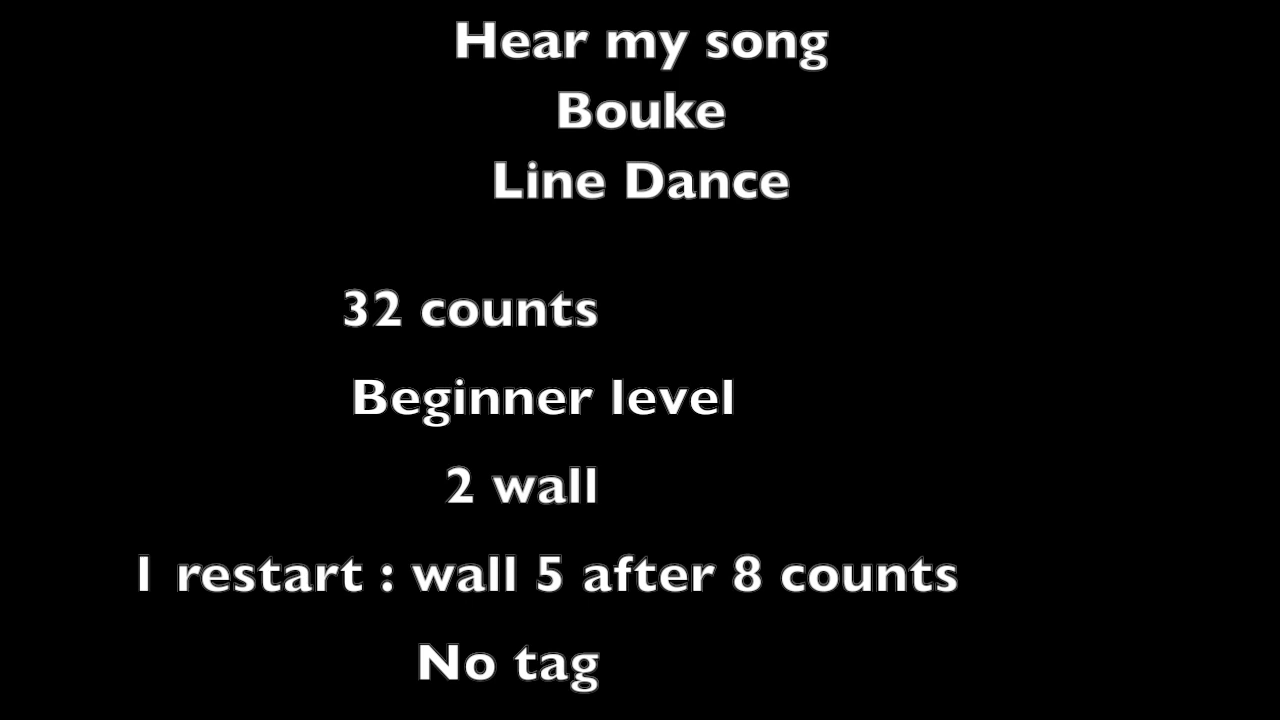 Hear my song
Bouke
Line Dance
32 counts
Beginner level
2 wall
1 restart : wall 5 after 8 counts
No tag